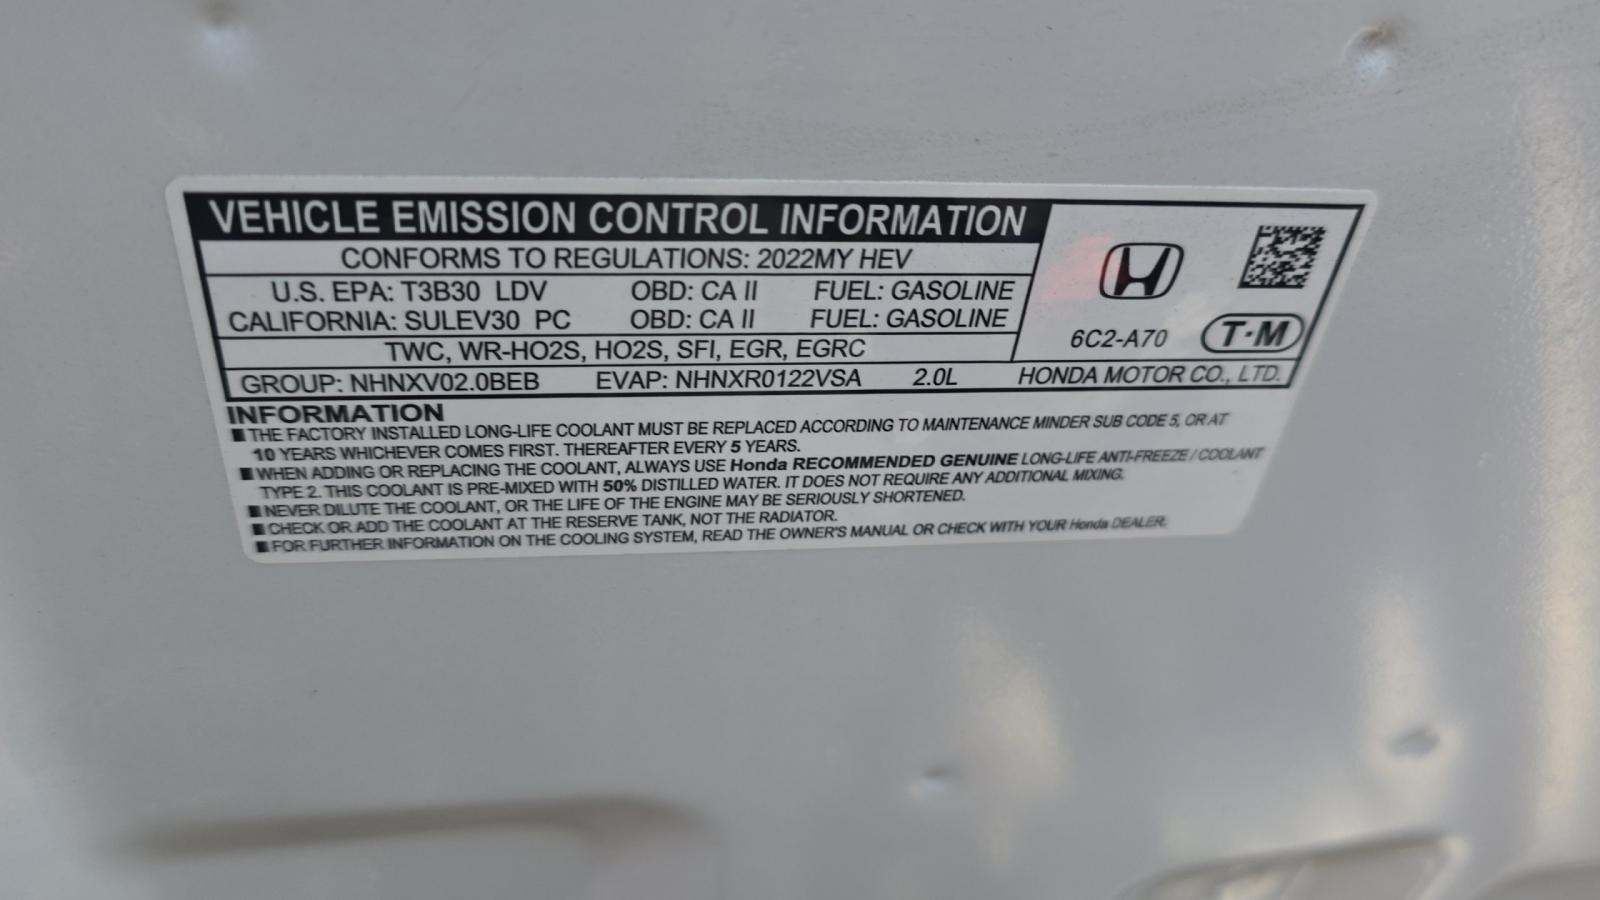 VEHICLE EMISSION CONTROL INFORMATION
CONFORMS TO REGULATIONS: 2022MY HEV
U.S. EPA: T3B30 LDV OBD: CA II FUEL: GASOLINE
CALIFORNIA: SULEV30 PC OBD: CA II FUEL: GASOLINE
TWC, WR-HO2S, HO2S, SFI, EGR, EGRC
6C2-A70 T·M
GROUP: NHNXV02.0BEB EVAP: NHNXR0122VSA 2.0L HONDA MOTOR CO., LTD.
INFORMATION
■ THE FACTORY INSTALLED LONG-LIFE COOLANT MUST BE REPLACED ACCORDING TO MAINTENANCE MINDER SUB CODE 5, OR AT
10 YEARS WHICHEVER COMES FIRST. THEREAFTER EVERY 5 YEARS.
■ WHEN ADDING OR REPLACING THE COOLANT, ALWAYS USE Honda RECOMMENDED GENUINE LONG-LIFE ANTI-FREEZE / COOLANT
TYPE 2. THIS COOLANT IS PRE-MIXED WITH 50% DISTILLED WATER. IT DOES NOT REQUIRE ANY ADDITIONAL MIXING.
■ NEVER DILUTE THE COOLANT, OR THE LIFE OF THE ENGINE MAY BE SERIOUSLY SHORTENED.
■ CHECK OR ADD THE COOLANT AT THE RESERVE TANK, NOT THE RADIATOR.
■ FOR FURTHER INFORMATION ON THE COOLING SYSTEM, READ THE OWNER'S MANUAL OR CHECK WITH YOUR Honda DEALER.